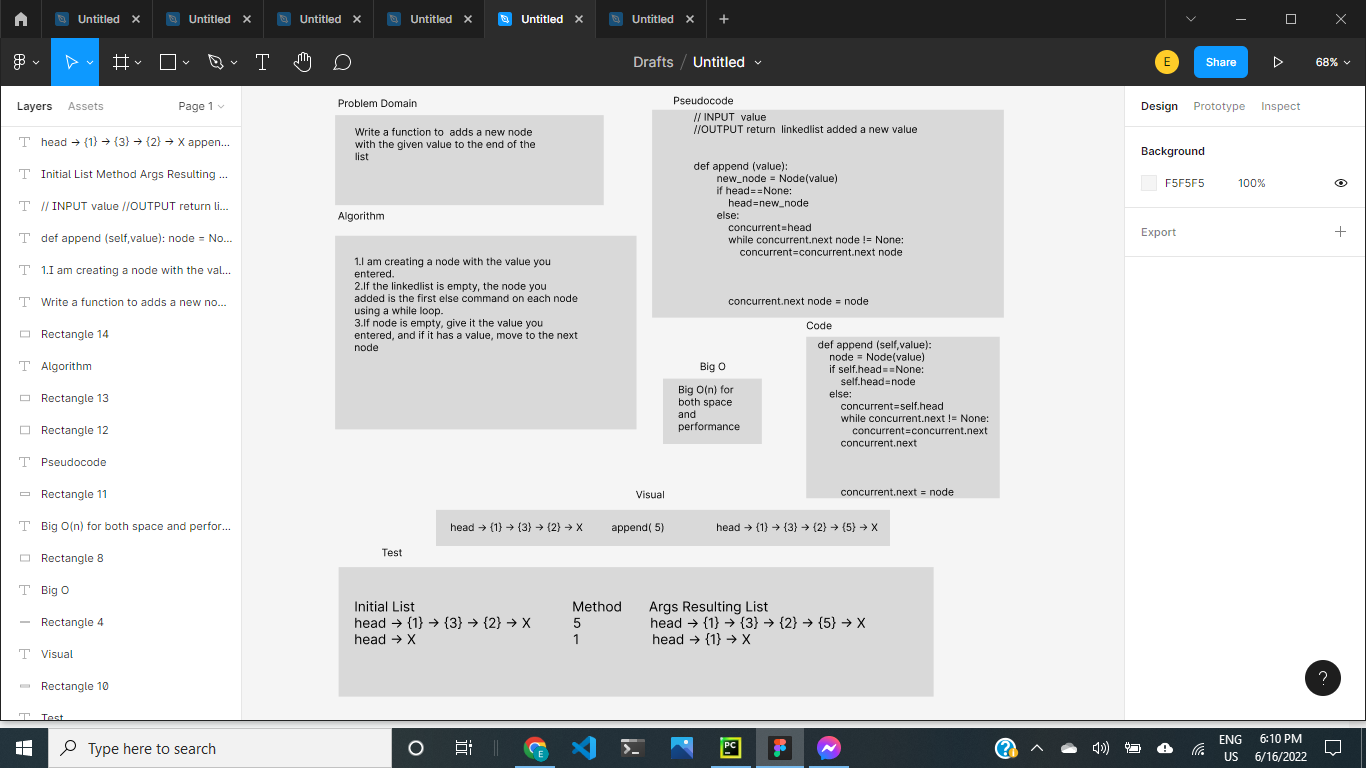 Untitled
Untitled
Untitled
Untitled
Untitled
Untitled
Drafts / Untitled
E
Share
68%
Layers
Assets
Page 1
head → {1} → {3} → {2} → X appen...
Initial List Method Args Resulting ...
// INPUT value //OUTPUT return li...
def append (self,value): node = No...
1.I am creating a node with the val...
Write a function to adds a new no...
Rectangle 14
Algorithm
Rectangle 13
Rectangle 12
Pseudocode
Rectangle 11
Big O(n) for both space and perfor...
Rectangle 8
Big O
Rectangle 4
Visual
Rectangle 10
Test
Problem Domain
Write a function to  adds a new node
with the given value to the end of the
list
Algorithm
1.I am creating a node with the value you
entered.
2.If the linkedlist is empty, the node you
added is the first else command on each node
using a while loop.
3.If node is empty, give it the value you
entered, and if it has a value, move to the next
node
Pseudocode
// INPUT  value
//OUTPUT return  linkedlist added a new value
def append (value):
new_node = Node(value)
if head==None:
head=new_node
else:
concurrent=head
while concurrent.next node != None:
concurrent=concurrent.next node
concurrent.next node = node
Code
def append (self,value):
node = Node(value)
if self.head==None:
self.head=node
else:
concurrent=self.head
while concurrent.next != None:
concurrent=concurrent.next
concurrent.next
concurrent.next = node
Big O
Big O(n) for
both space
and
performance
Visual
head → {1} → {3} → {2} → X append( 5) head → {1} → {3} → {2} → {5} → X
Test
Initial List Method Args Resulting List
head → {1} → {3} → {2} → X 5 head → {1} → {3} → {2} → {5} → X
head → X 1 head → {1} → X
Design
Prototype
Inspect
Background
F5F5F5 100%
Export
?
Type here to search
PC
E
ENG
US
6:10 PM
6/16/2022